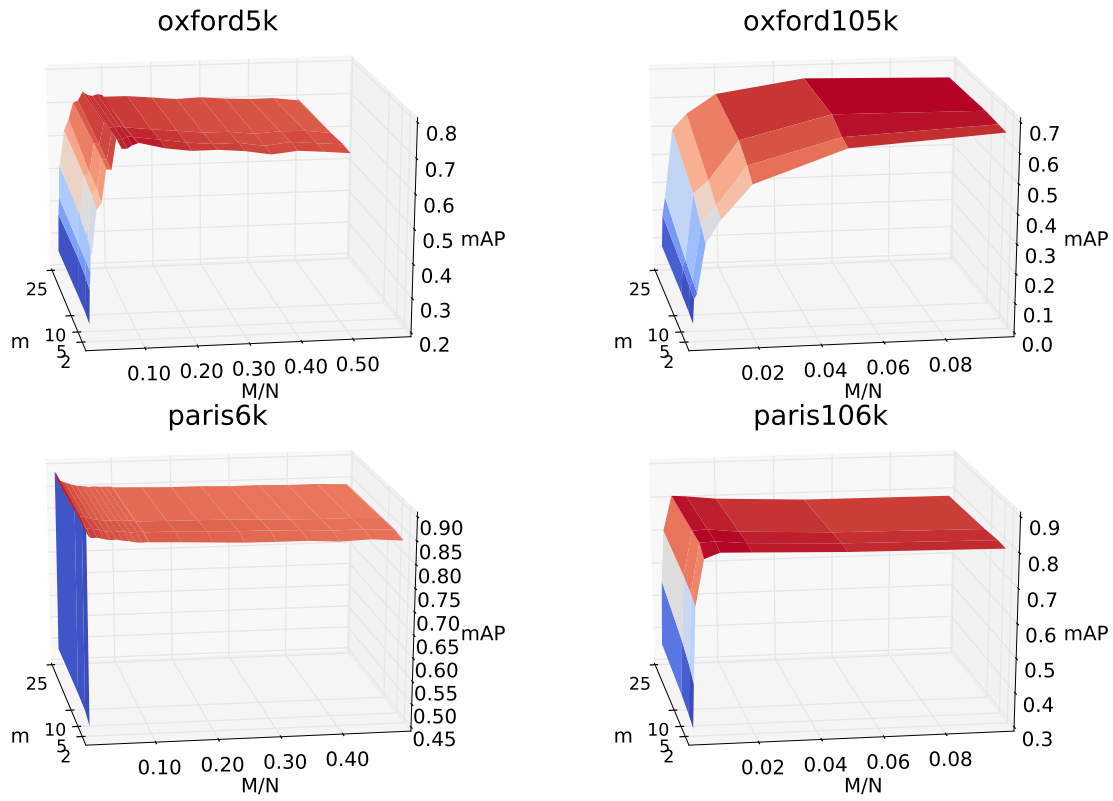 oxford5k
0.8
0.7
0.6
0.5
mAP
0.4
0.3
0.2
25
10
5
2
m
0.10 0.20 0.30 0.40 0.50
M/N
oxford105k
0.7
0.6
0.5
0.4
mAP
0.3
0.2
0.1
0.0
25
10
5
2
m
0.02 0.04 0.06 0.08
M/N
paris6k
0.90
0.85
0.80
0.75
0.70
mAP
0.65
0.60
0.55
0.50
0.45
25
10
5
2
m
0.10 0.20 0.30 0.40
M/N
paris106k
0.9
0.8
0.7
0.6
mAP
0.5
0.4
0.3
25
10
5
2
m
0.02 0.04 0.06 0.08
M/N